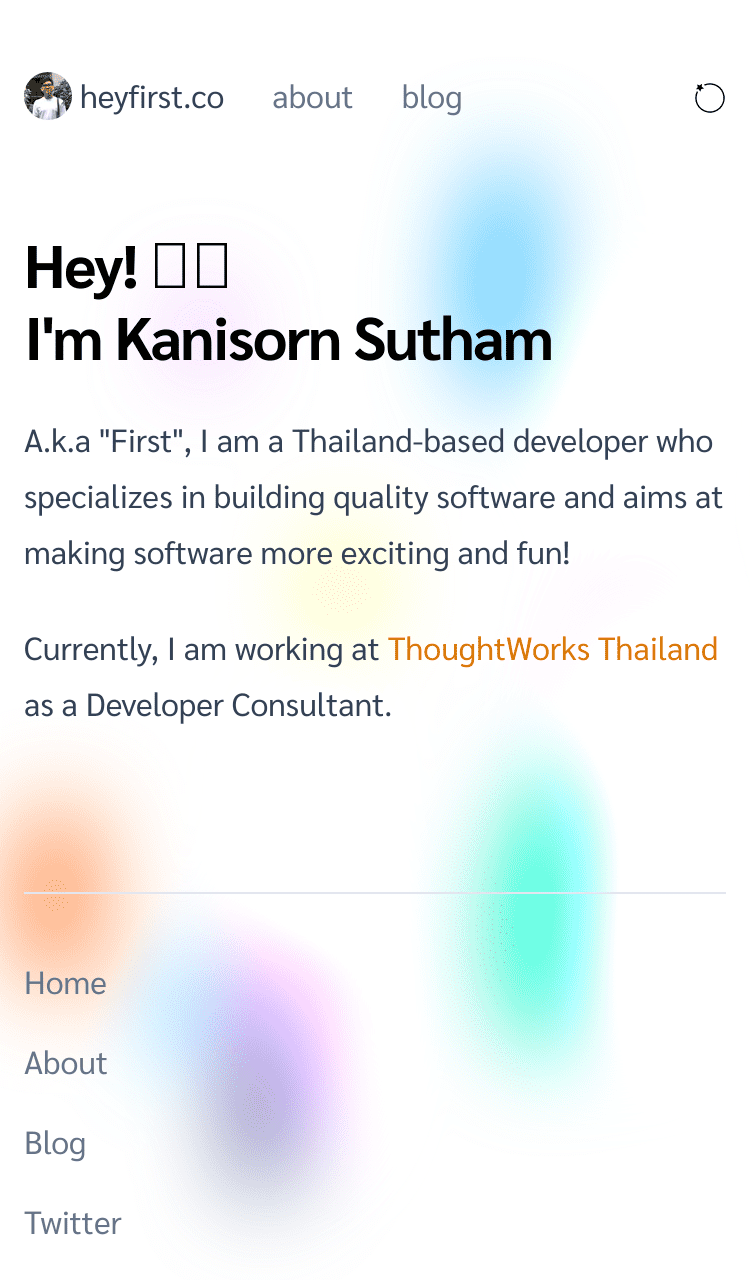 heyfirst.co about blog
Hey!
I'm Kanisorn Sutham
A.k.a "First", I am a Thailand-based developer who
specializes in building quality software and aims at
making software more exciting and fun!
Currently, I am working at ThoughtWorks Thailand
as a Developer Consultant.
Home
About
Blog
Twitter